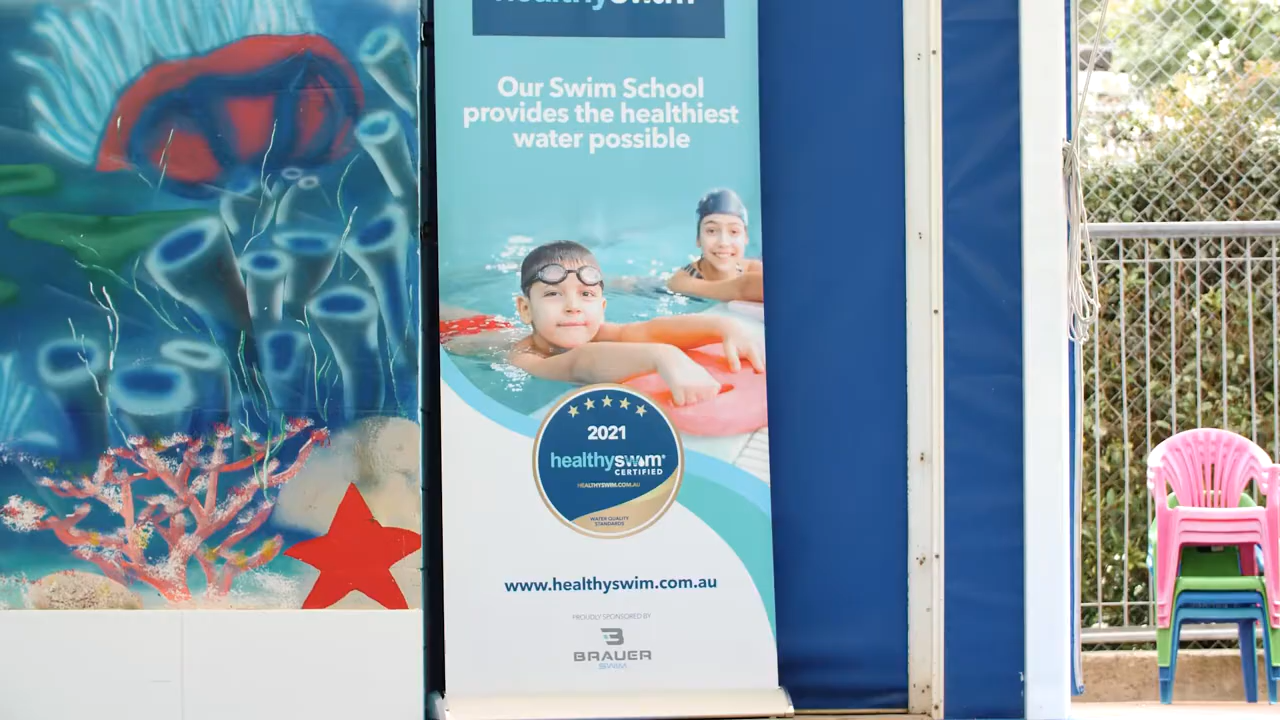 healthyswim
Our Swim School
provides the healthiest
water possible
2021
healthyswim
CERTIFIED
HEALTHYSWIM.COM.AU
WATER QUALITY
STANDARDS
www.healthyswim.com.au
PROUDLY SPONSORED BY
BRAUER
SWIM